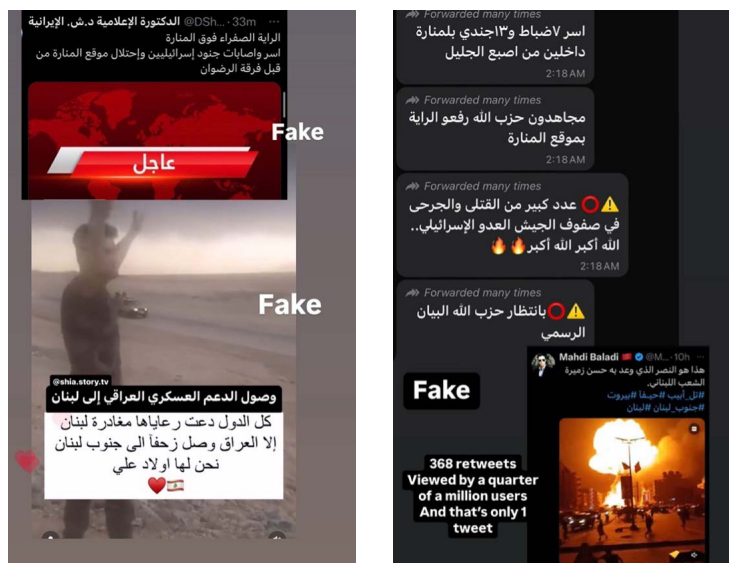 الدكتورة الإعلامية د.ش. الإيرانية @DSh... · 33m
الراية الصفراء فوق المنارة
اسر واصابات جنود إسرائيليين وإحتلال موقع المنارة من
قبل فرقة الرضوان
عاجل
Fake
Fake
@shia.story.tv
وصول الدعم العسكري العراقي إلى لبنان
كل الدول دعت رعاياها مغادرة لبنان
إلا العراق وصل زحفاً الى جنوب لبنان
نحن لها اولاد علي
Forwarded many times
اسر ٧ضباط و١٣جندي بلمنارة
داخلين من اصبع الجليل
2:18 AM
Forwarded many times
مجاهدون حزب الله رفعو الراية
بموقع المنارة
2:18 AM
Forwarded many times
عدد كبير من القتلى والجرحى
في صفوف الجيش العدو الإسرائيلي..
الله أكبر الله أكبر
2:18 AM
Forwarded many times
بانتظار حزب الله البيان
الرسمي
Fake
Mahdi Baladi @M... · 10h
هذا هو النصر الذي وعد به حسن زميرة
الشعب اللبناني.
#تل_أبيب #حيفا #بيروت
#جنوب_لبنان #لبنان
368 retweets
Viewed by a quarter
of a million users
And that's only 1
tweet